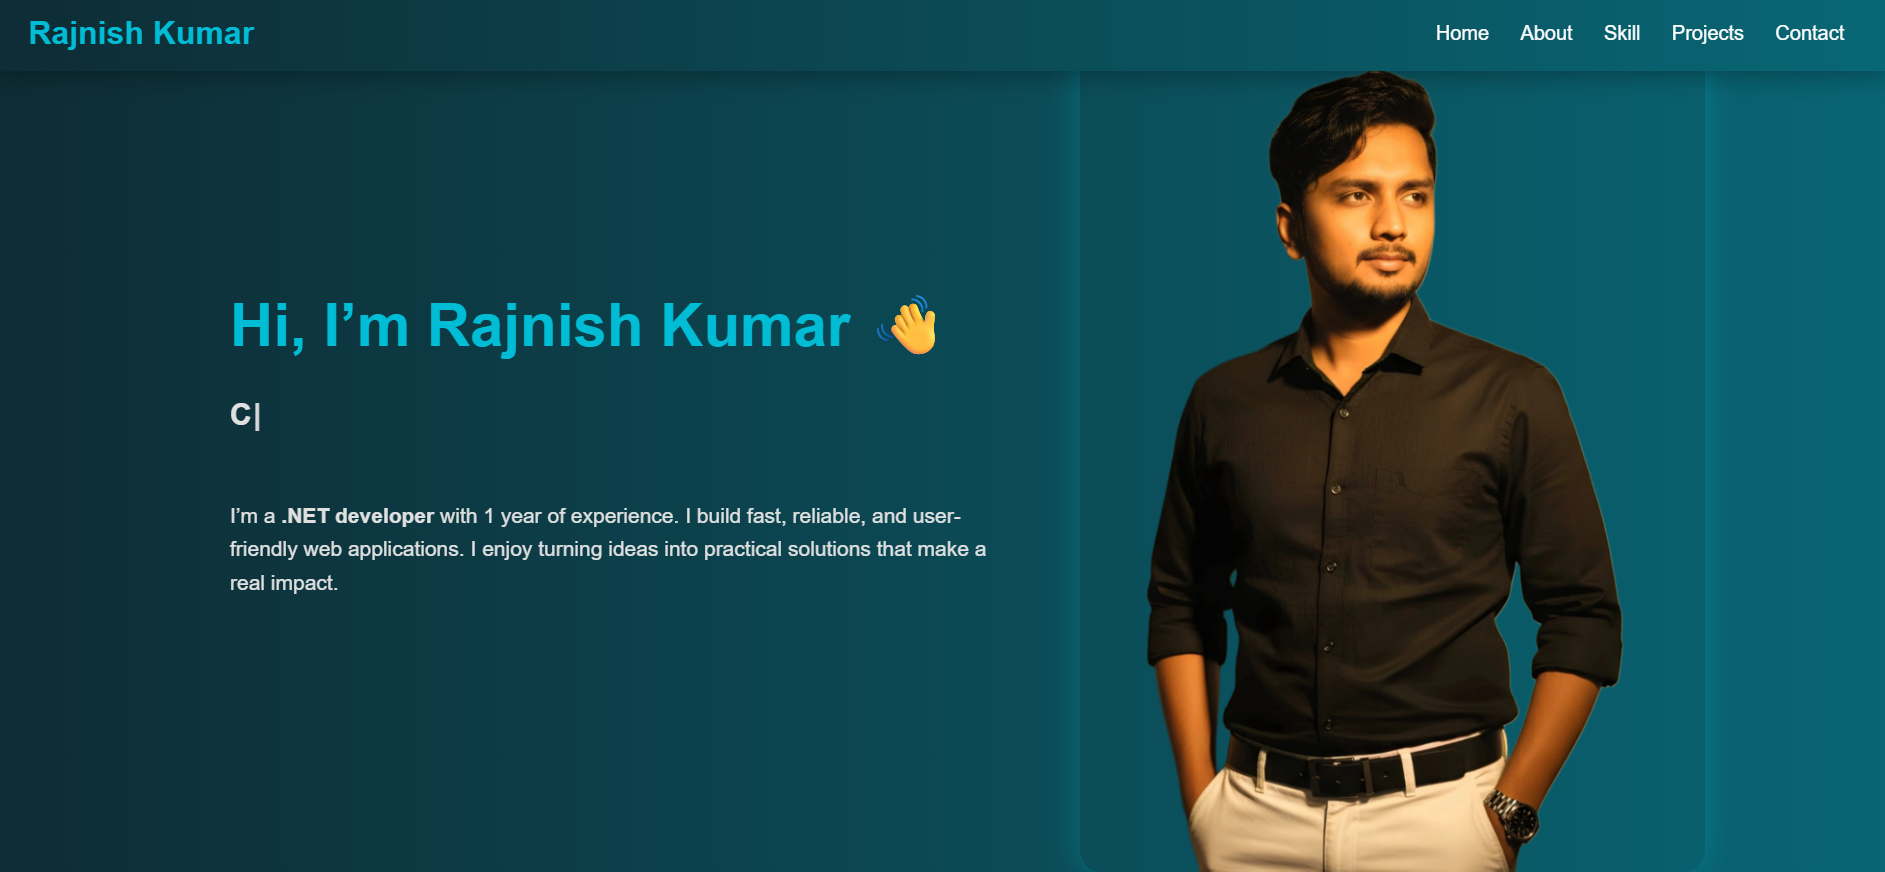 Rajnish Kumar
Home About Skill Projects Contact
Hi, I’m Rajnish Kumar 👋
C|
I’m a .NET developer with 1 year of experience. I build fast, reliable, and user-
friendly web applications. I enjoy turning ideas into practical solutions that make a
real impact.